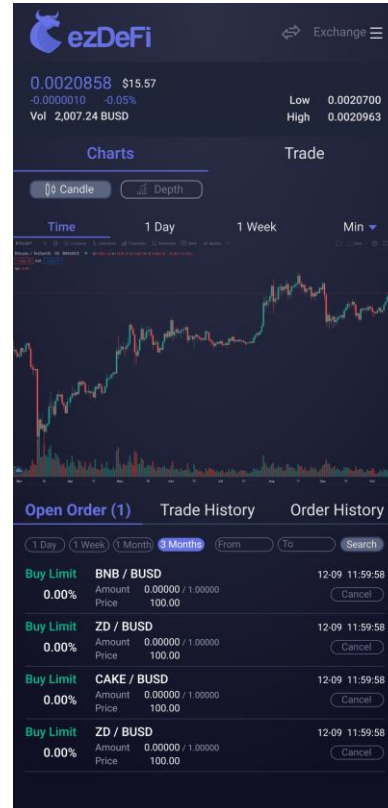 ezDeFi
Exchange
0.0020858 $15.57
-0.0000010 -0.05%
Vol 2,007.24 BUSD
Low 0.0020700
High 0.0020963
Charts Trade
Candle Depth
Time 1 Day 1 Week Min
Open Order (1) Trade History Order History
1 Day 1 Week 1 Month 3 Months From To Search
Buy Limit BNB / BUSD 12-09 11:59:58
0.00% Amount 0.00000 / 1.00000 Cancel
Price 100.00
Buy Limit ZD / BUSD 12-09 11:59:58
0.00% Amount 0.00000 / 1.00000 Cancel
Price 100.00
Buy Limit CAKE / BUSD 12-09 11:59:58
0.00% Amount 0.00000 / 1.00000 Cancel
Price 100.00
Buy Limit ZD / BUSD 12-09 11:59:58
0.00% Amount 0.00000 / 1.00000 Cancel
Price 100.00